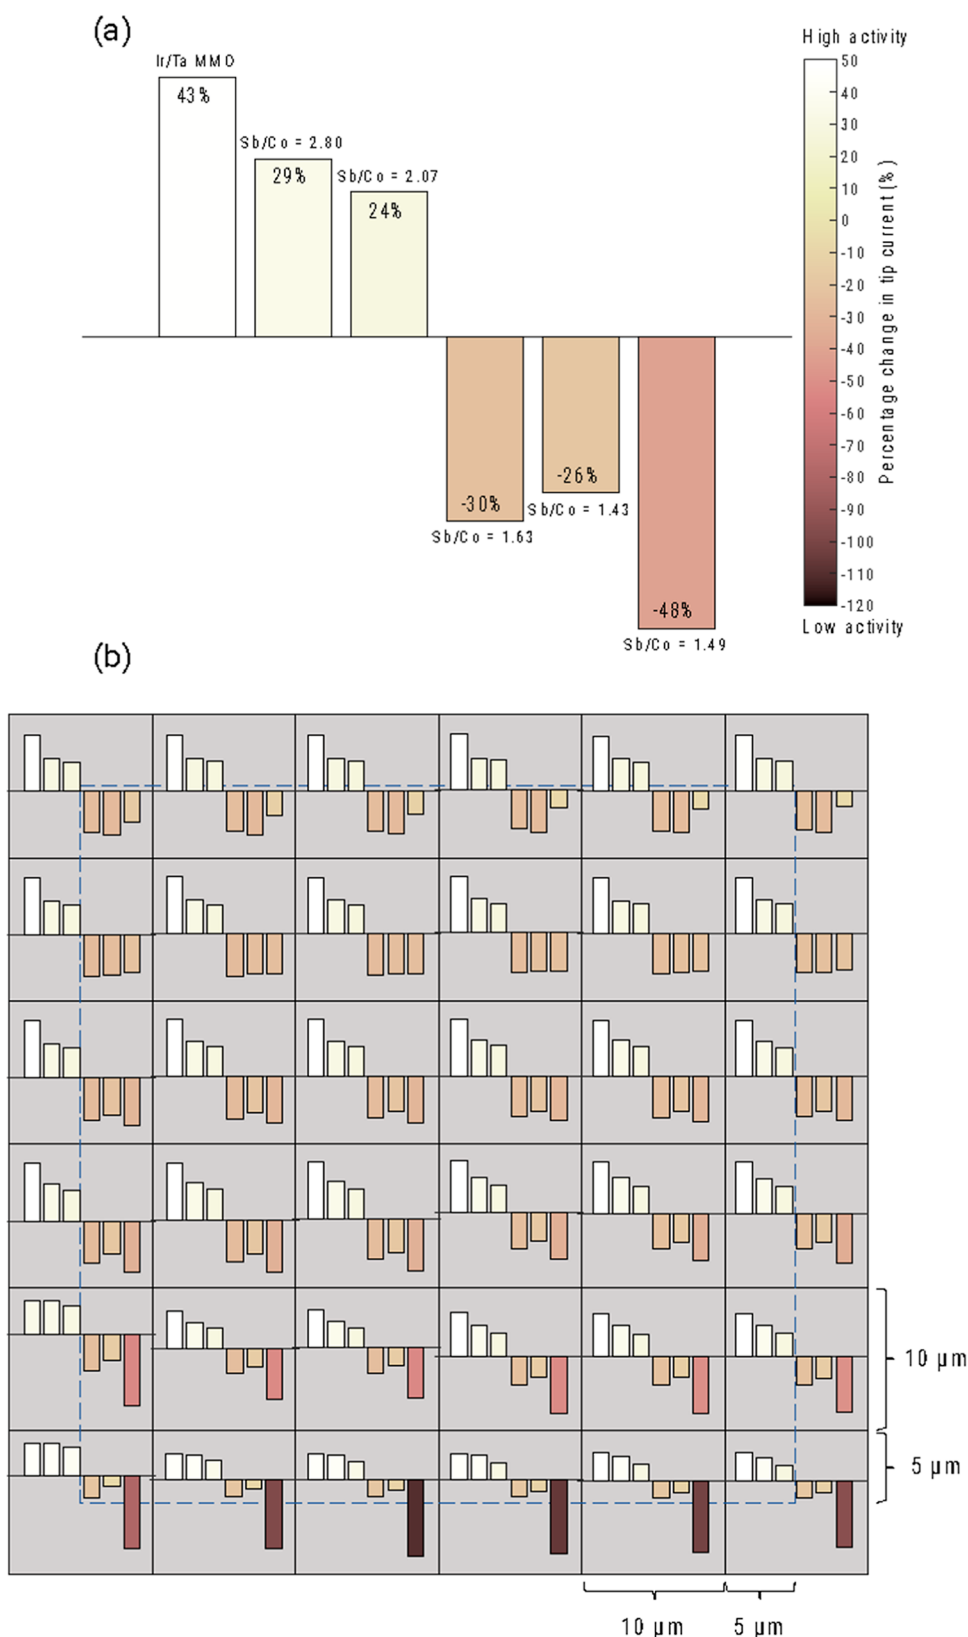 (a)
High activity
Ir/Ta MMO
43%
Sb/Co = 2.80
29%
Sb/Co = 2.07
24%
-30%
Sb/Co = 1.63
-26%
Sb/Co = 1.43
-48%
Sb/Co = 1.49
50
40
30
20
10
0
-10
-20
-30
-40
-50
-60
-70
-80
-90
-100
-110
-120
Percentage change in tip current (%)
Low activity
(b)
10 µm
5 µm
10 µm
5 µm